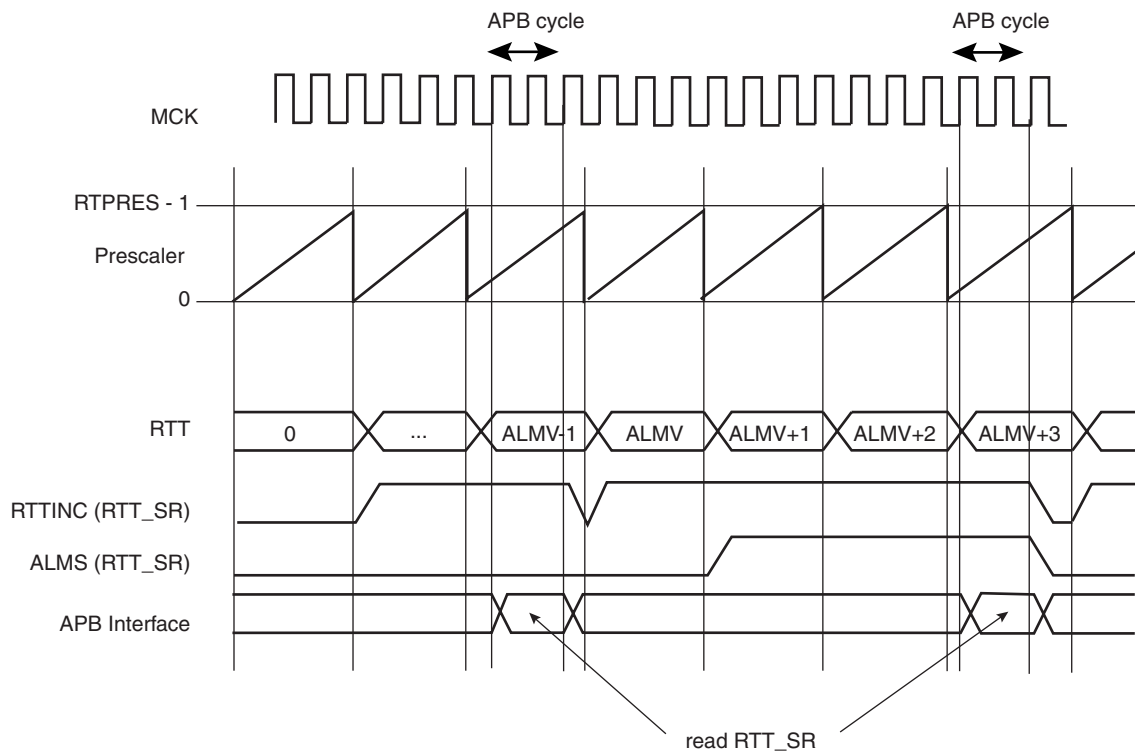 APB cycle
APB cycle
MCK
RTPRES - 1
Prescaler
0
RTT
0
...
ALMV-1
ALMV
ALMV+1
ALMV+2
ALMV+3
RTTINC (RTT_SR)
ALMS (RTT_SR)
APB Interface
read RTT_SR